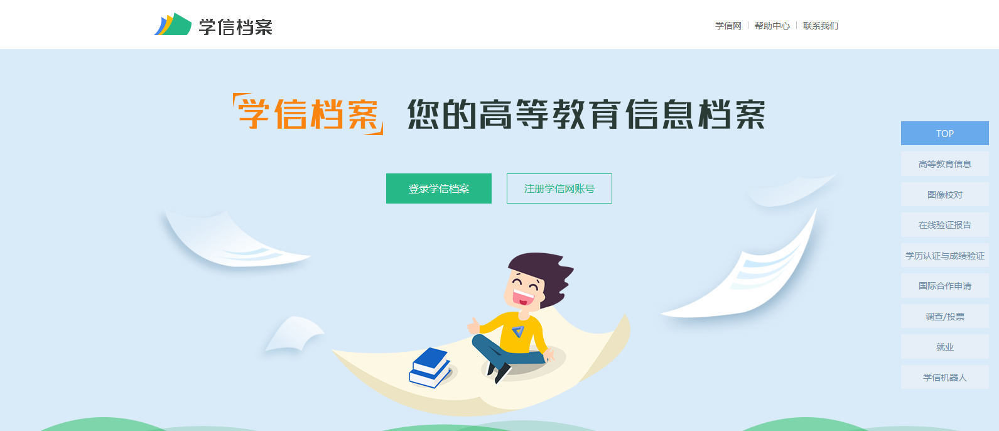 学信档案
学信网
帮助中心
联系我们
学信档案 您的高等教育信息档案
登录学信档案
注册学信网账号
TOP
高等教育信息
图像校对
在线验证报告
学历认证与成绩验证
国际合作申请
调查/投票
就业
学信机器人